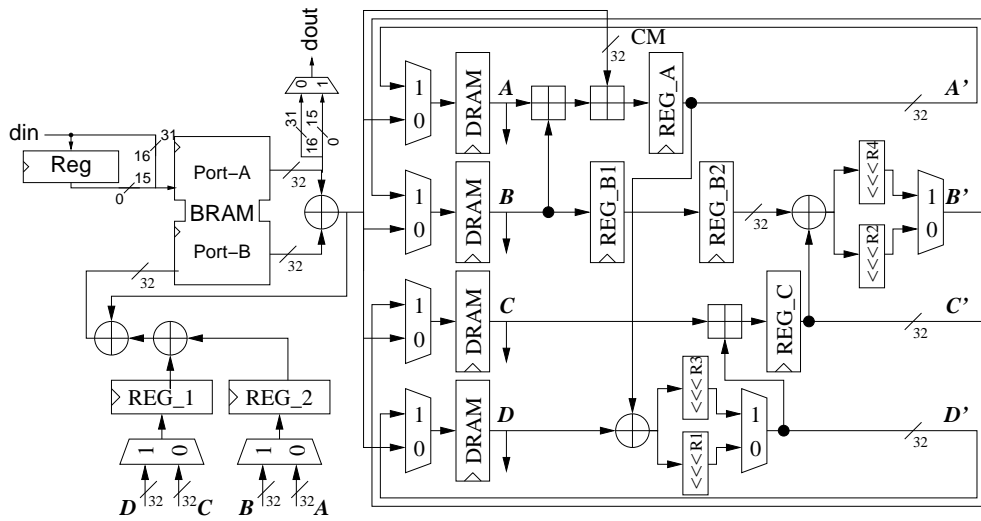 dout
CM
32
0 1
31
16
15
0
din
Reg
31
16
15
0
Port-A
BRAM
Port-B
32
32
32
1
0
DRAM
A
REG_A
A'
32
1
0
DRAM
B
REG_B1
REG_B2
32
<<<R4
<<<R2
1
0
B'
1
0
DRAM
C
REG_C
C'
32
1
0
DRAM
D
<<<R3
<<<R1
1
0
D'
32
REG_1
REG_2
1 0
1 0
D 32 32 C
B 32 32 A